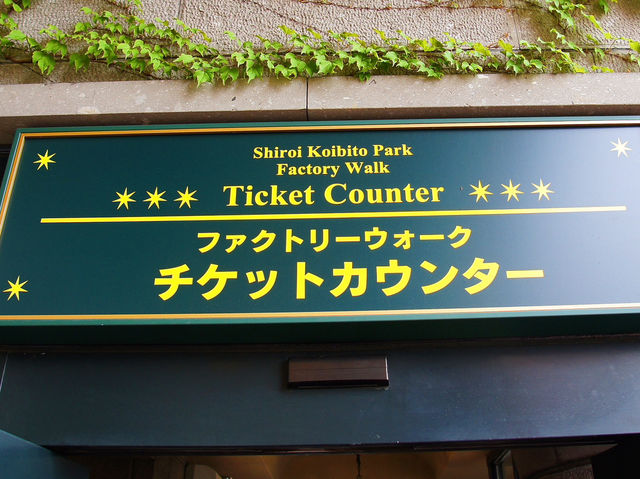 Shiroi Koibito Park
Factory Walk
Ticket Counter
ファクトリーウォーク
チケットカウンター